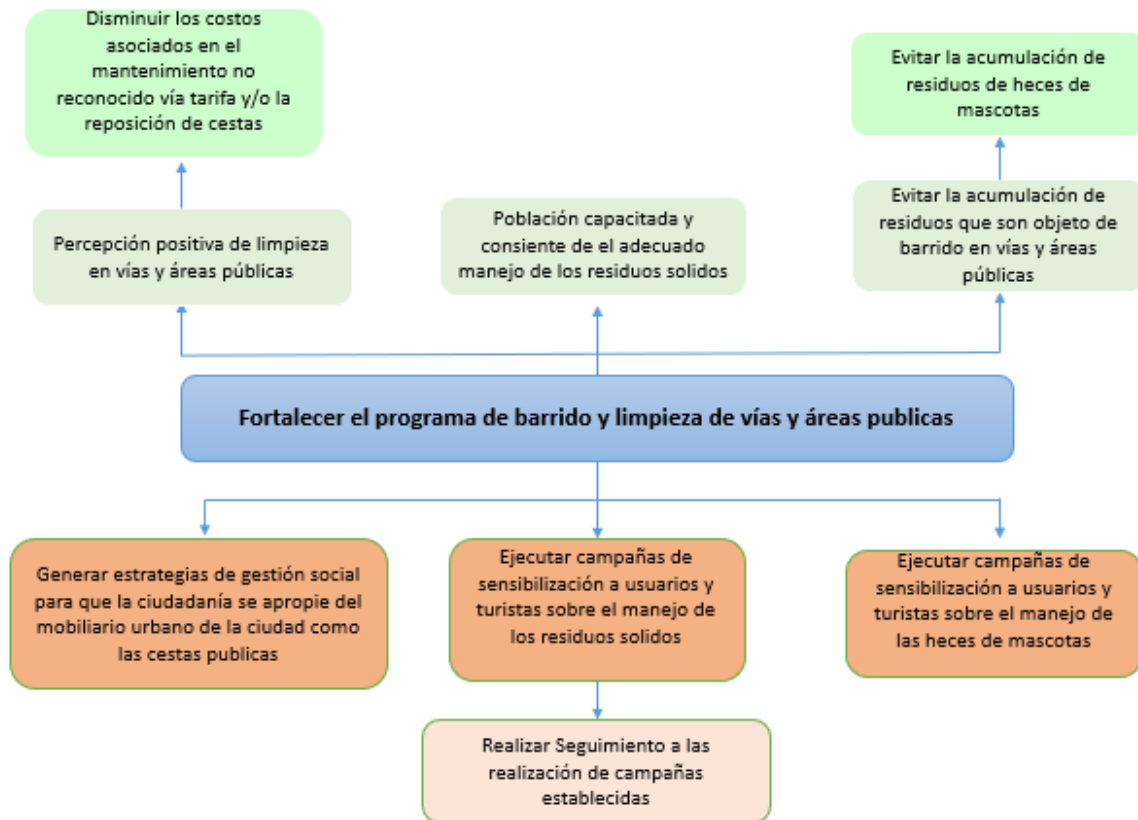 Disminuir los costos
asociados en el
mantenimiento no
reconocido vía tarifa y/o la
reposición de cestas
Evitar la acumulación de
residuos de heces de
mascotas
Percepción positiva de limpieza
en vías y áreas públicas
Población capacitada y
consiente de el adecuado
manejo de los residuos solidos
Evitar la acumulación de
residuos que son objeto de
barrido en vías y áreas
públicas
Fortalecer el programa de barrido y limpieza de vías y áreas publicas
Generar estrategias de gestión social
para que la ciudadanía se apropie del
mobiliario urbano de la ciudad como
las cestas publicas
Ejecutar campañas de
sensibilización a usuarios y
turistas sobre el manejo de
los residuos solidos
Ejecutar campañas de
sensibilización a usuarios y
turistas sobre el manejo de
las heces de mascotas
Realizar Seguimiento a las
realización de campañas
establecidas